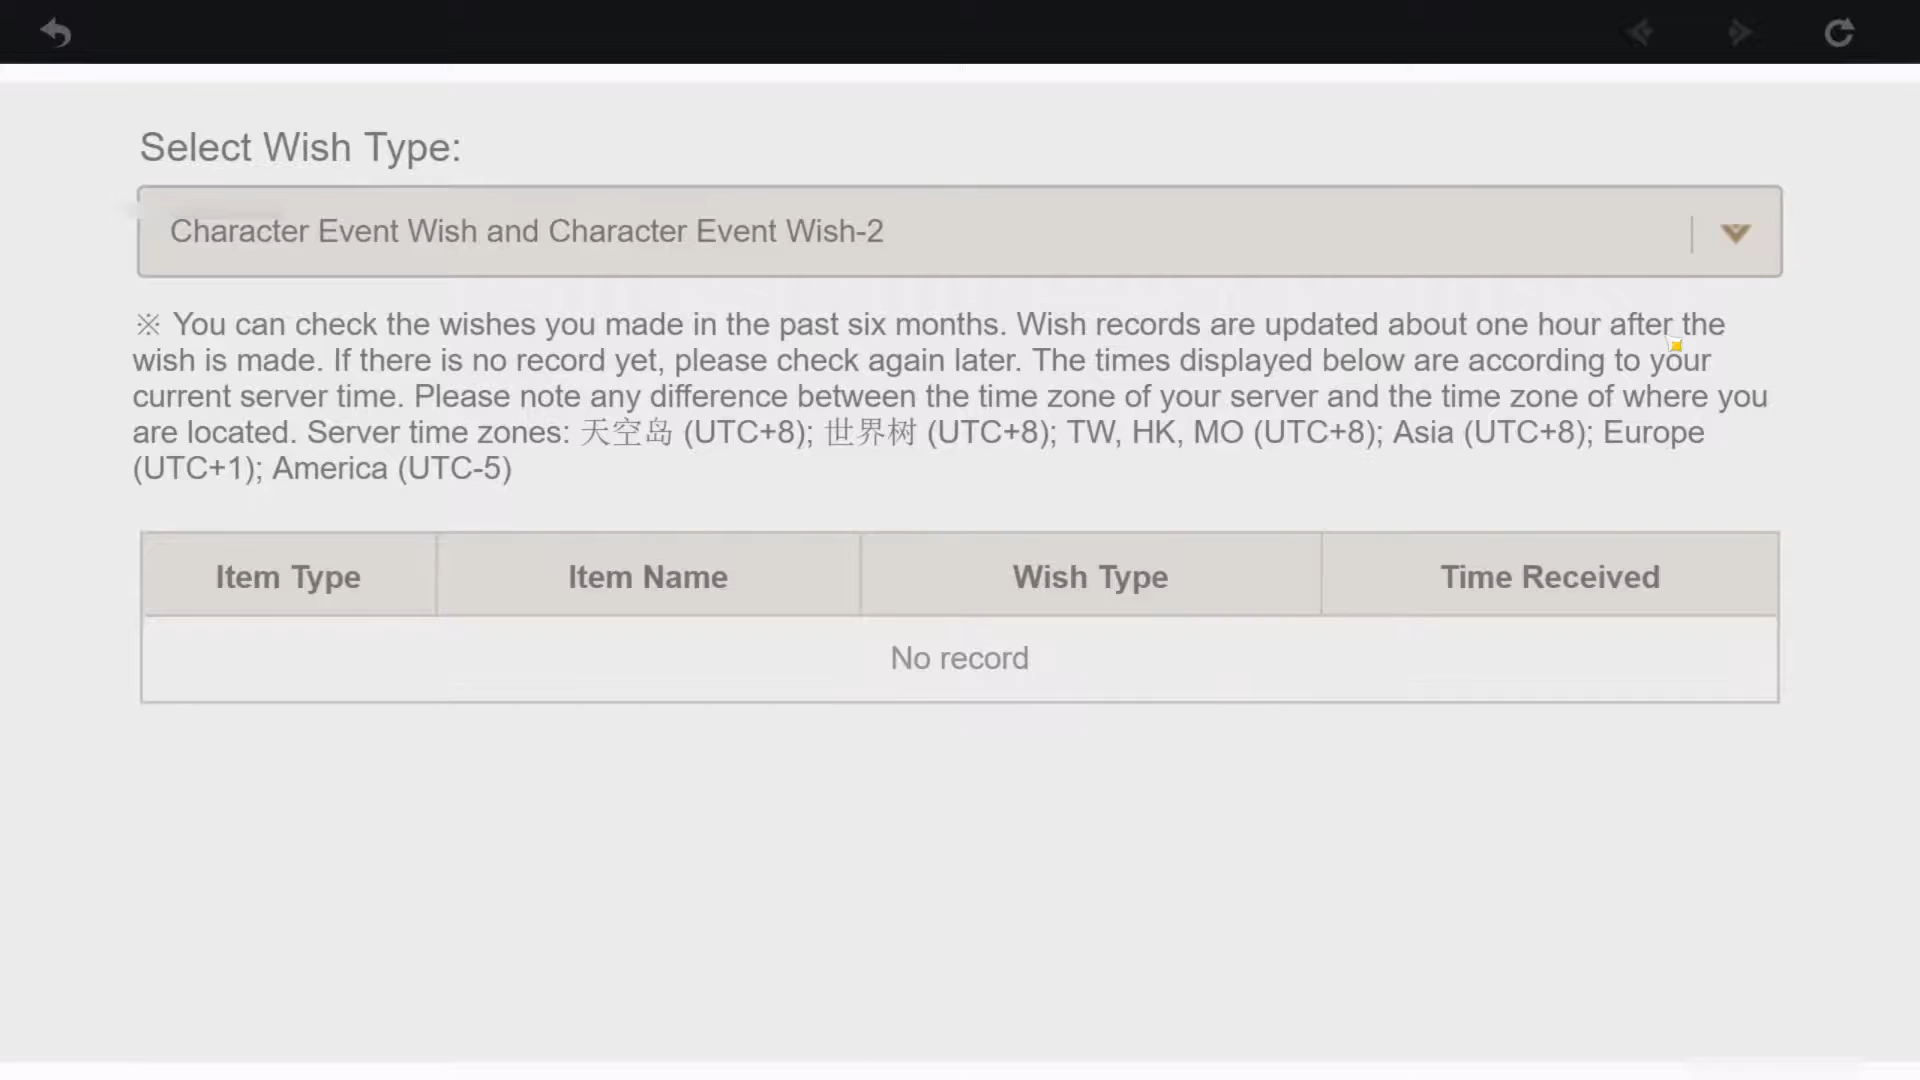 Select Wish Type:
Character Event Wish and Character Event Wish-2
※ You can check the wishes you made in the past six months. Wish records are updated about one hour after the
wish is made. If there is no record yet, please check again later. The times displayed below are according to your
current server time. Please note any difference between the time zone of your server and the time zone of where you
are located. Server time zones: 天空岛 (UTC+8); 世界树 (UTC+8); TW, HK, MO (UTC+8); Asia (UTC+8); Europe
(UTC+1); America (UTC-5)
Item Type Item Name Wish Type Time Received
No record